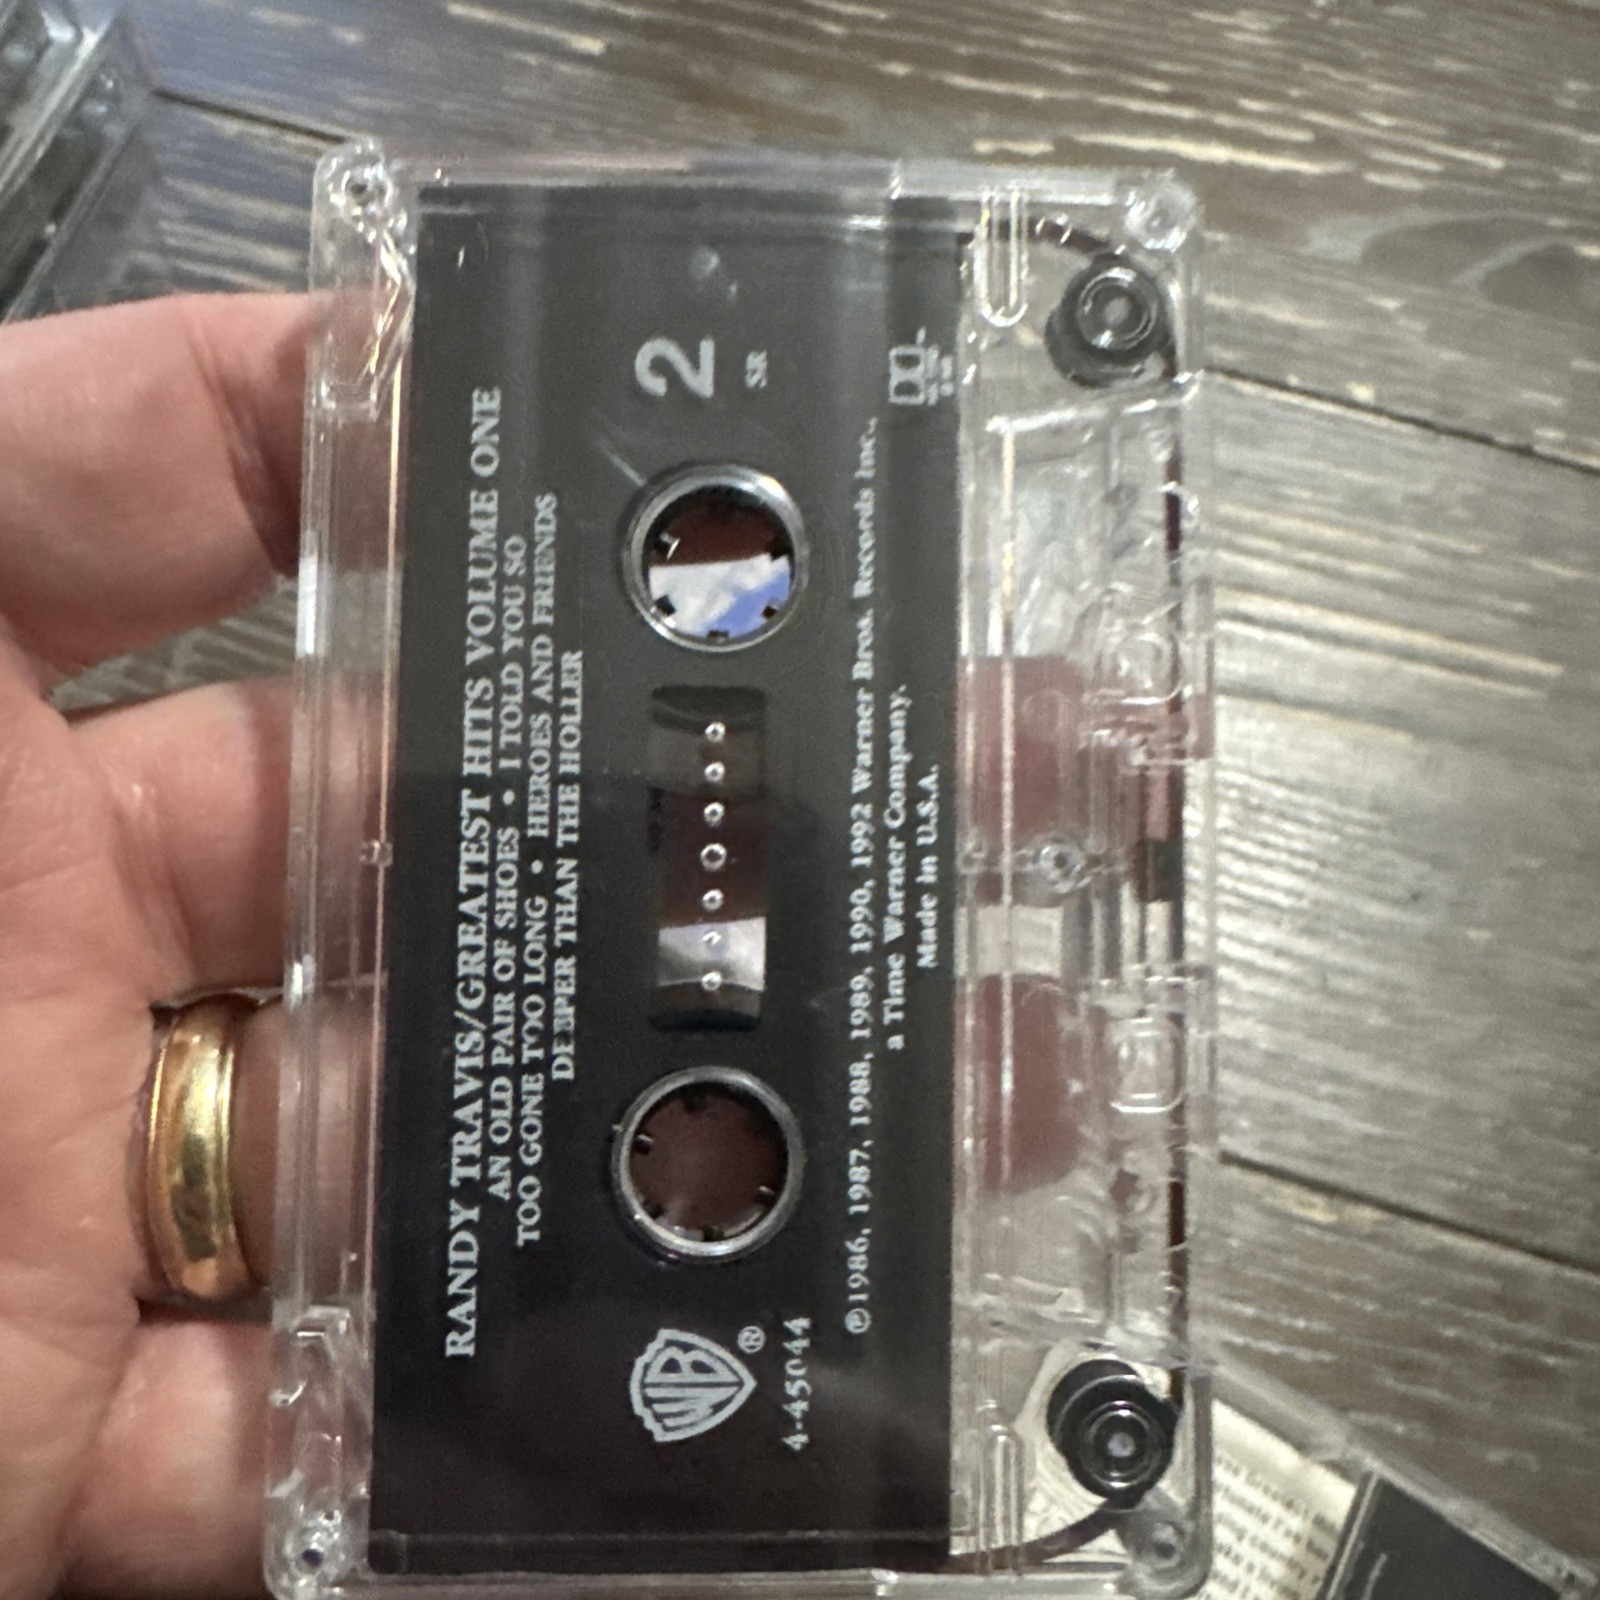 RANDY TRAVIS/GREATEST HITS VOLUME ONE
AN OLD PAIR OF SHOES • I TOLD YOU SO
TOO GONE TOO LONG • HEROES AND FRIENDS
DEEPER THAN THE HOLLER
2
SR
WB®
4-45044
℗1986, 1987, 1988, 1989, 1990, 1992 Warner Bros. Records Inc.,
a Time Warner Company.
Made in U.S.A.